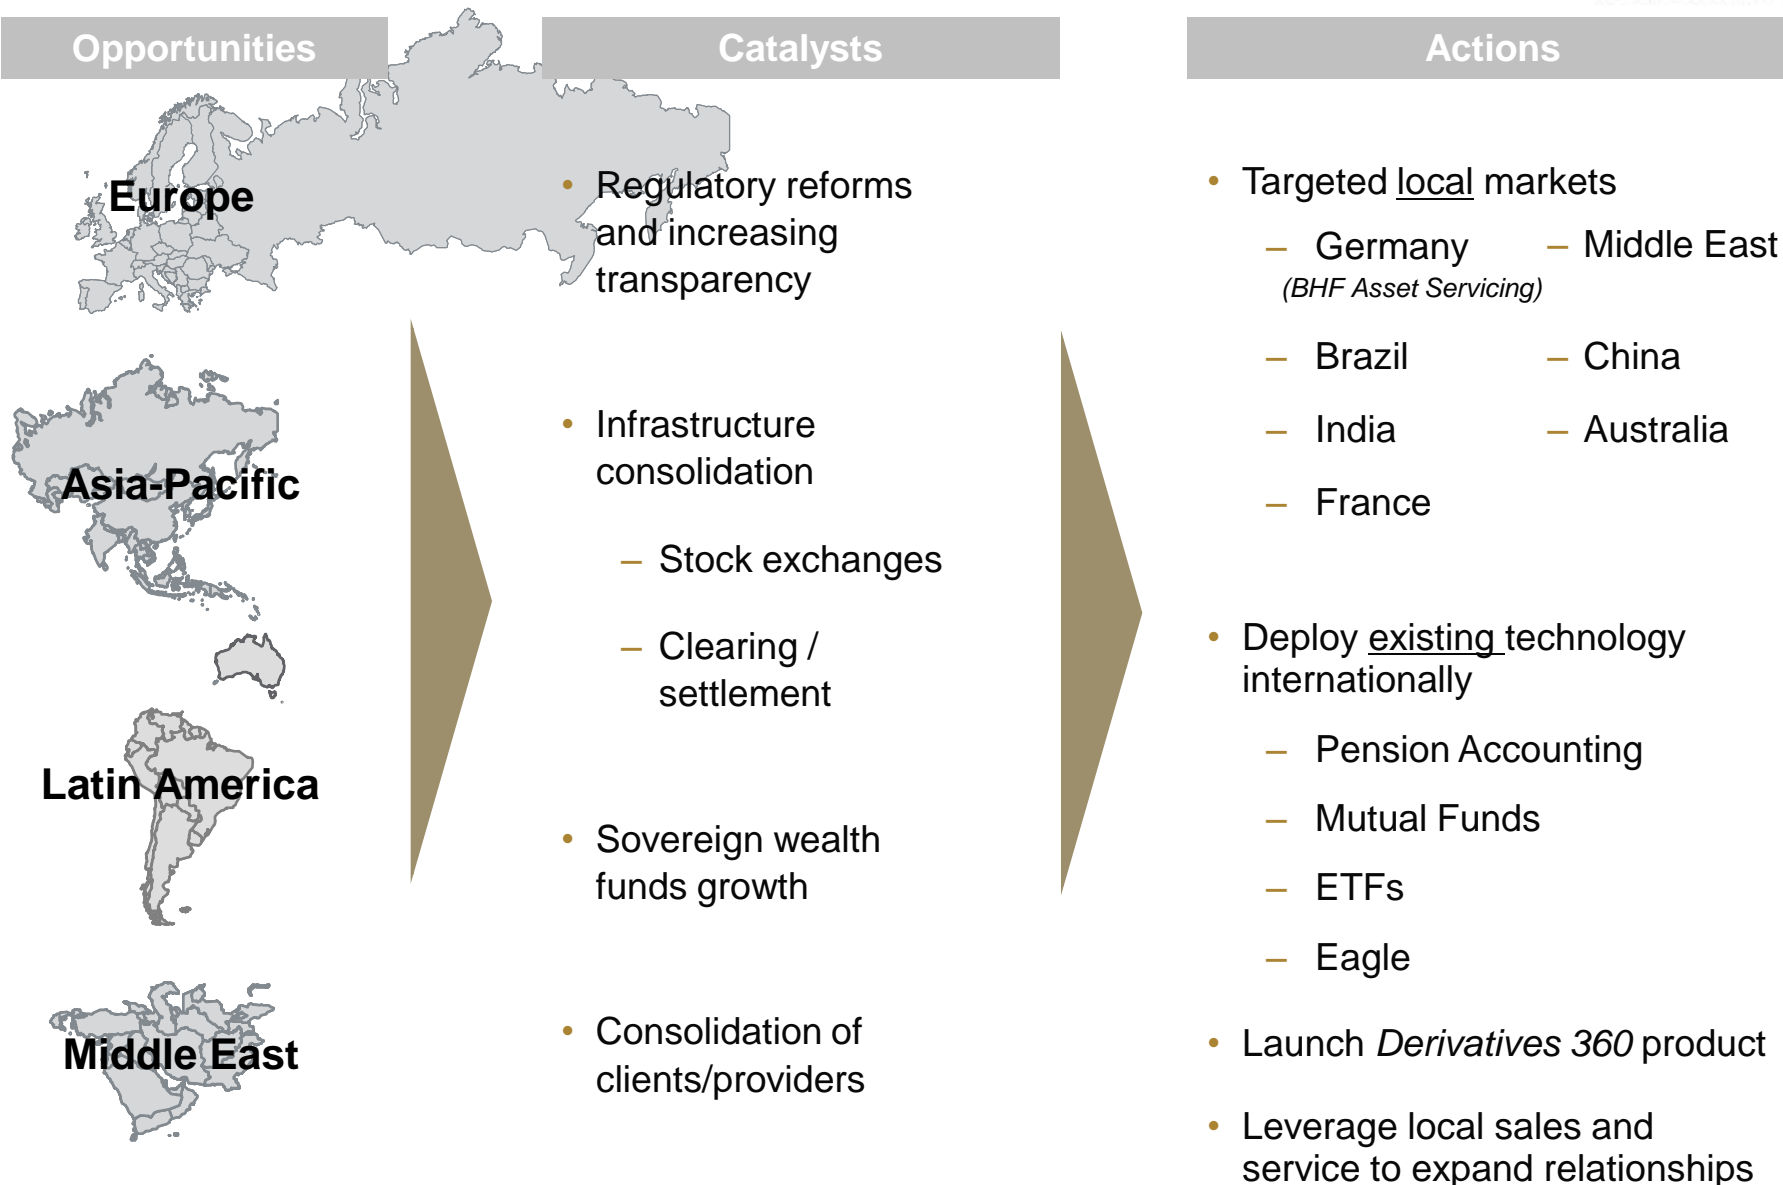 Opportunities
Catalysts
Actions
Europe
Asia-Pacific
Latin America
Middle East
• Regulatory reforms
and increasing
transparency
• Infrastructure
consolidation
– Stock exchanges
– Clearing /
settlement
• Sovereign wealth
funds growth
• Consolidation of
clients/providers
• Targeted local markets
– Germany – Middle East
(BHF Asset Servicing)
– Brazil – China
– India – Australia
– France
• Deploy existing technology
internationally
– Pension Accounting
– Mutual Funds
– ETFs
– Eagle
• Launch Derivatives 360 product
• Leverage local sales and
service to expand relationships